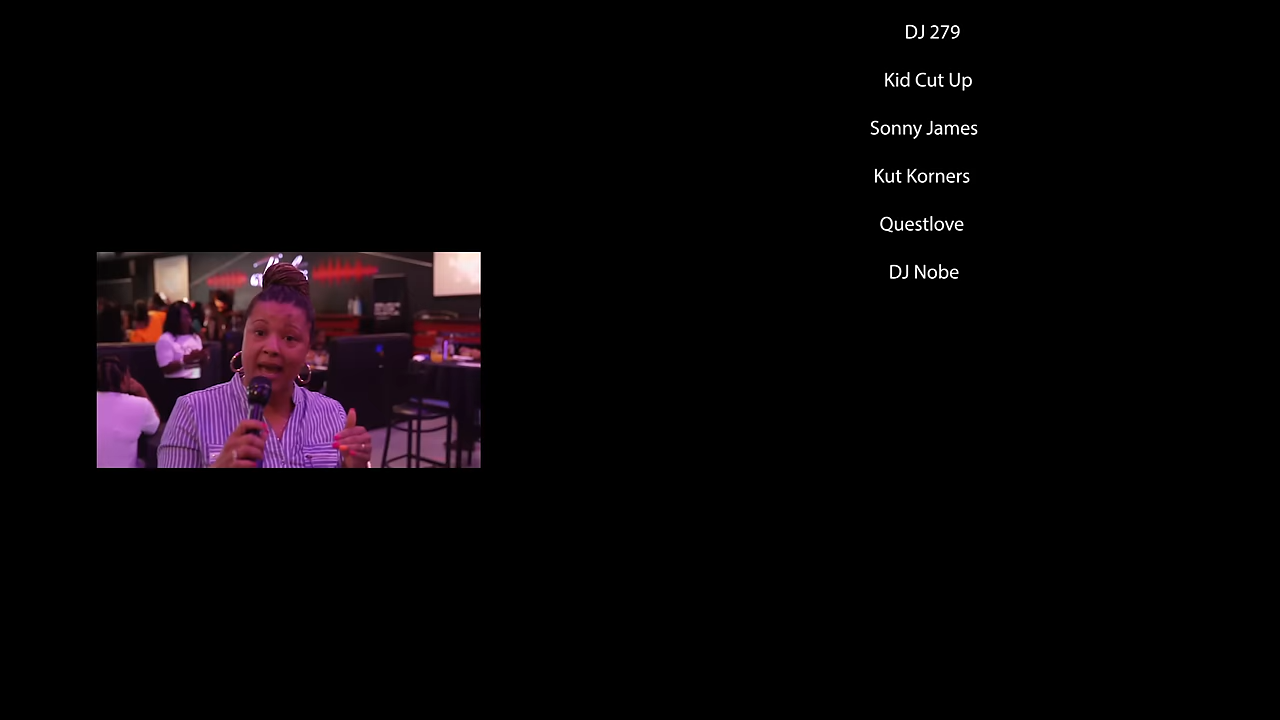 DJ 279
Kid Cut Up
Sonny James
Kut Korners
Questlove
DJ Nobe